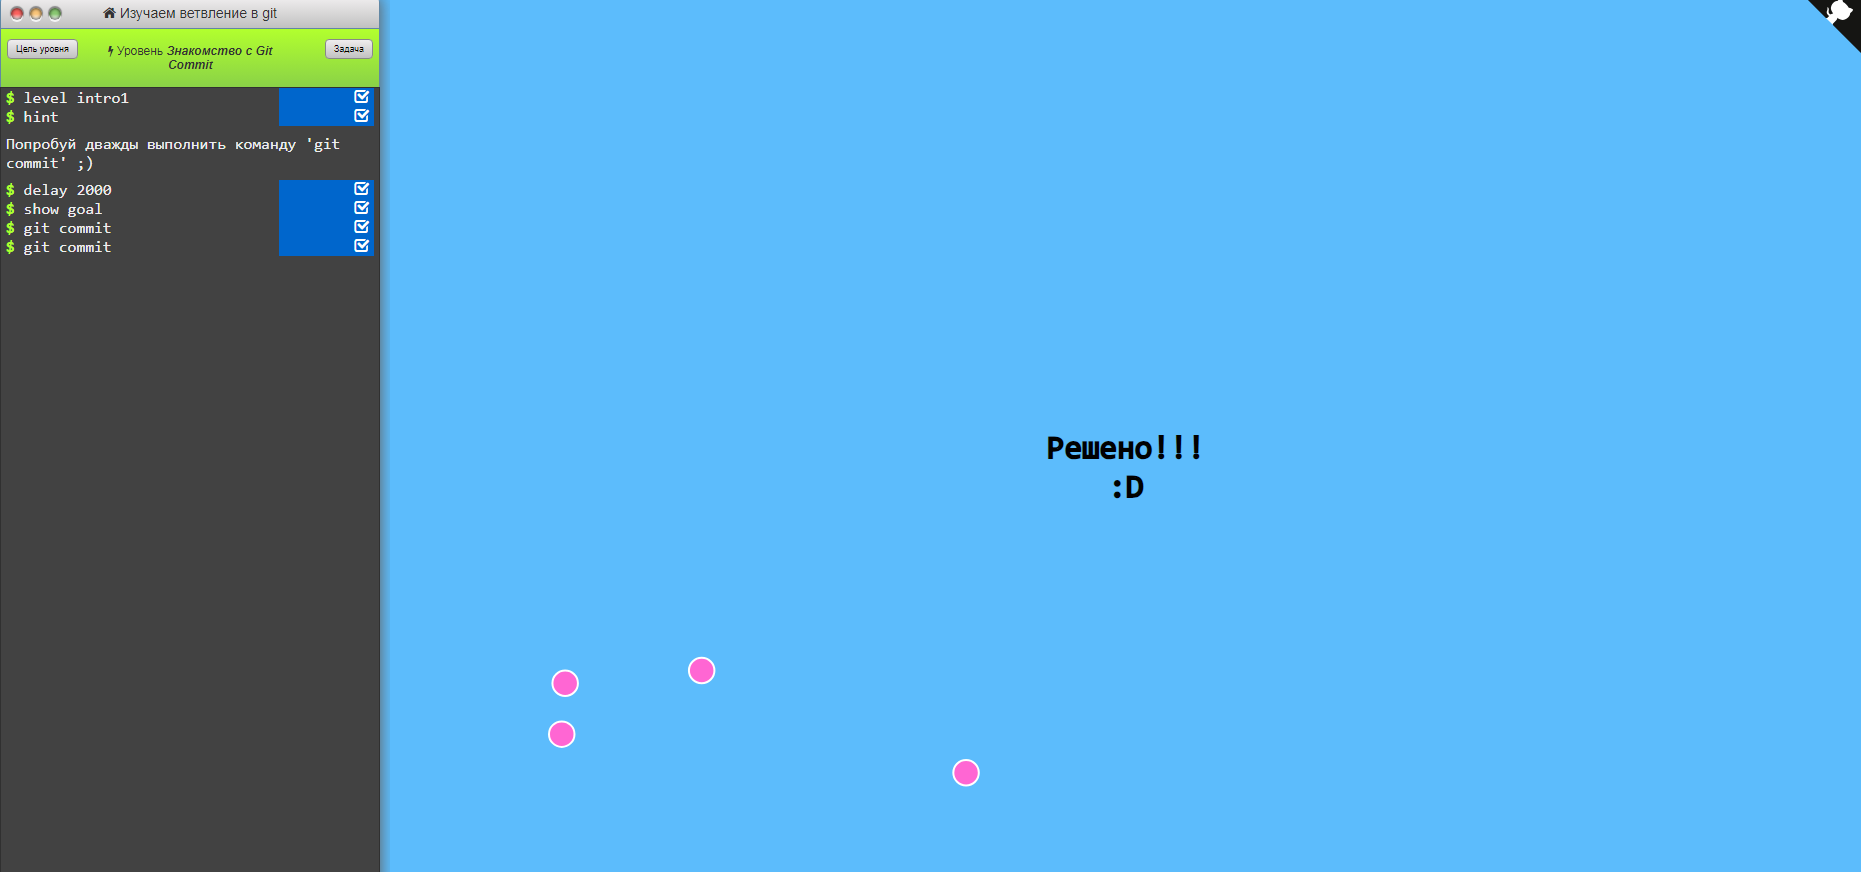 Изучаем ветвление в git
Цель уровня
Уровень Знакомство с Git
Commit
Задача
$ level intro1
$ hint
Попробуй дважды выполнить команду 'git
commit' ;)
$ delay 2000
$ show goal
$ git commit
$ git commit
Решено!!!
:D